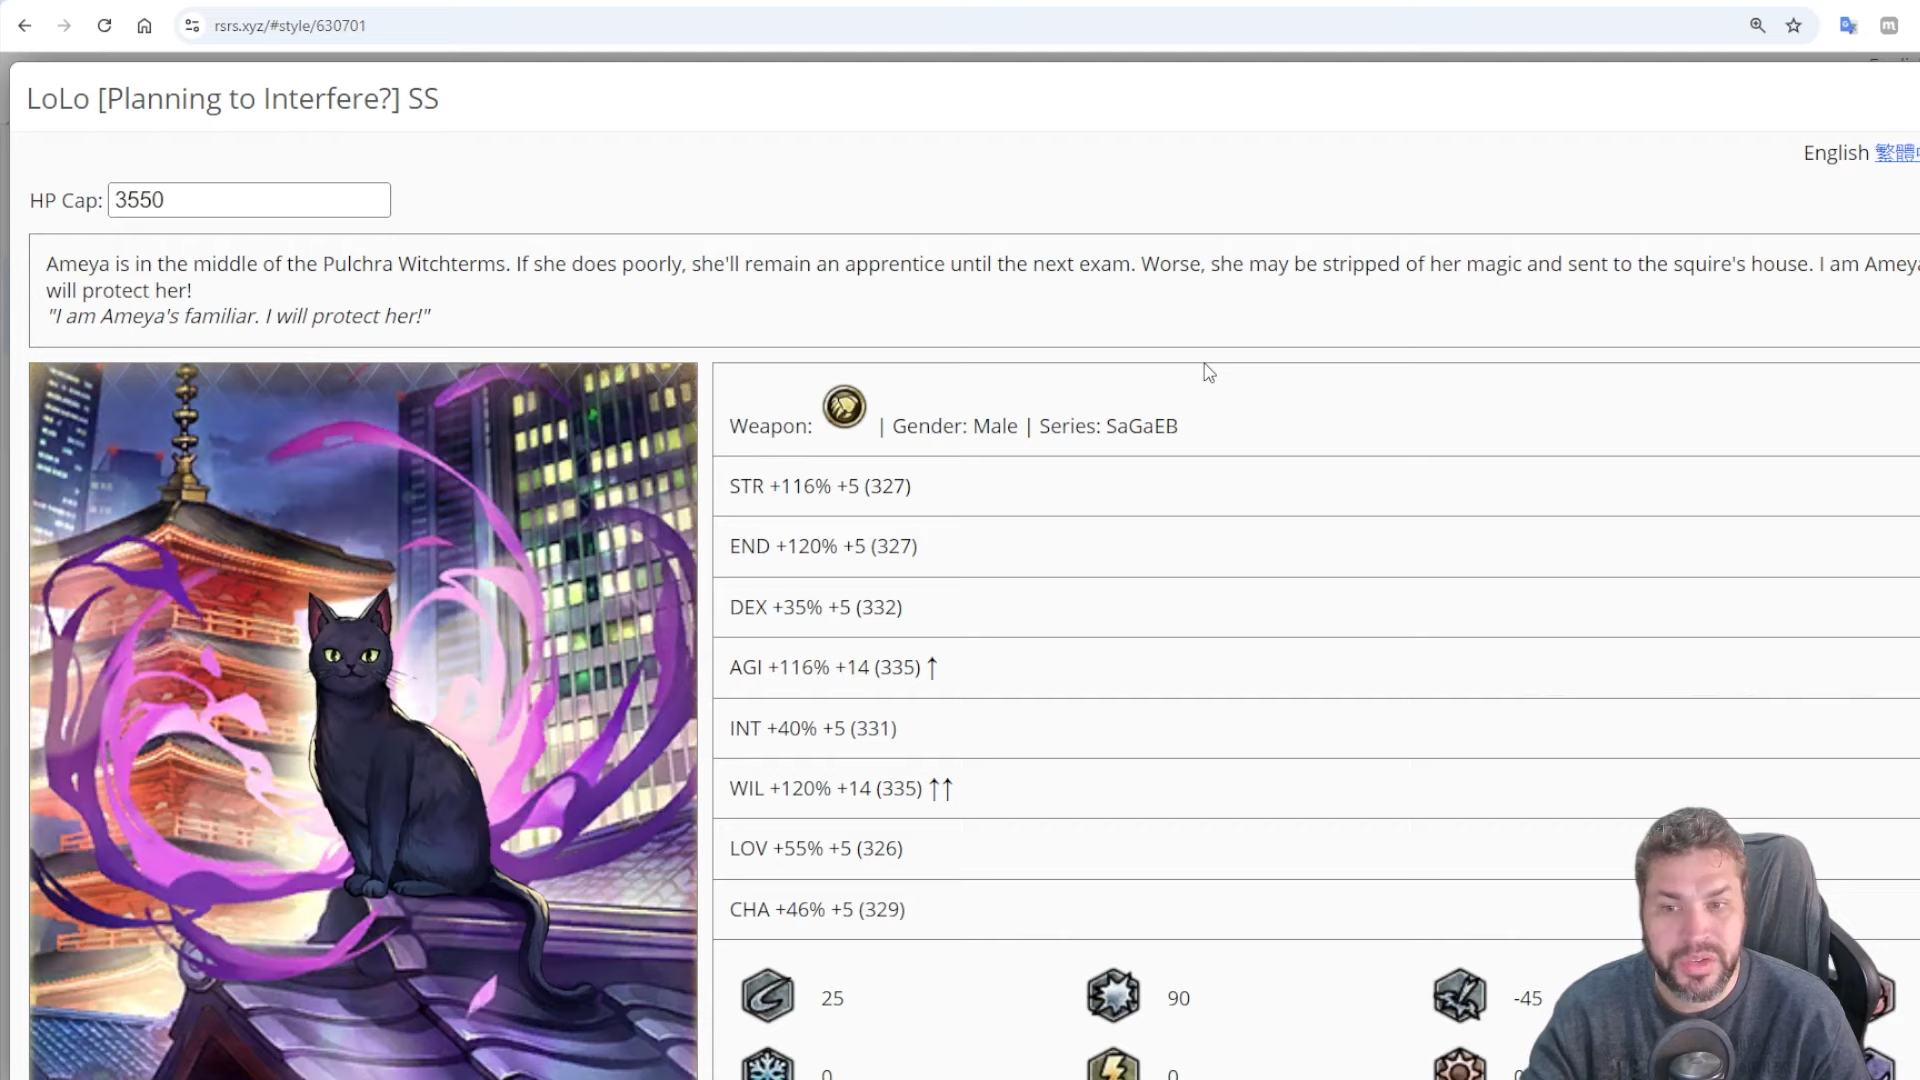 rsrs.xyz/#style/630701
LoLo [Planning to Interfere?] SS
English 繁體
HP Cap: 3550
Ameya is in the middle of the Pulchra Witchterms. If she does poorly, she'll remain an apprentice until the next exam. Worse, she may be stripped of her magic and sent to the squire's house. I am Ameya
will protect her!
"I am Ameya's familiar. I will protect her!"
Weapon: | Gender: Male | Series: SaGaEB
STR +116% +5 (327)
END +120% +5 (327)
DEX +35% +5 (332)
AGI +116% +14 (335) ↑
INT +40% +5 (331)
WIL +120% +14 (335) ↑↑
LOV +55% +5 (326)
CHA +46% +5 (329)
25 90 -45
0 0